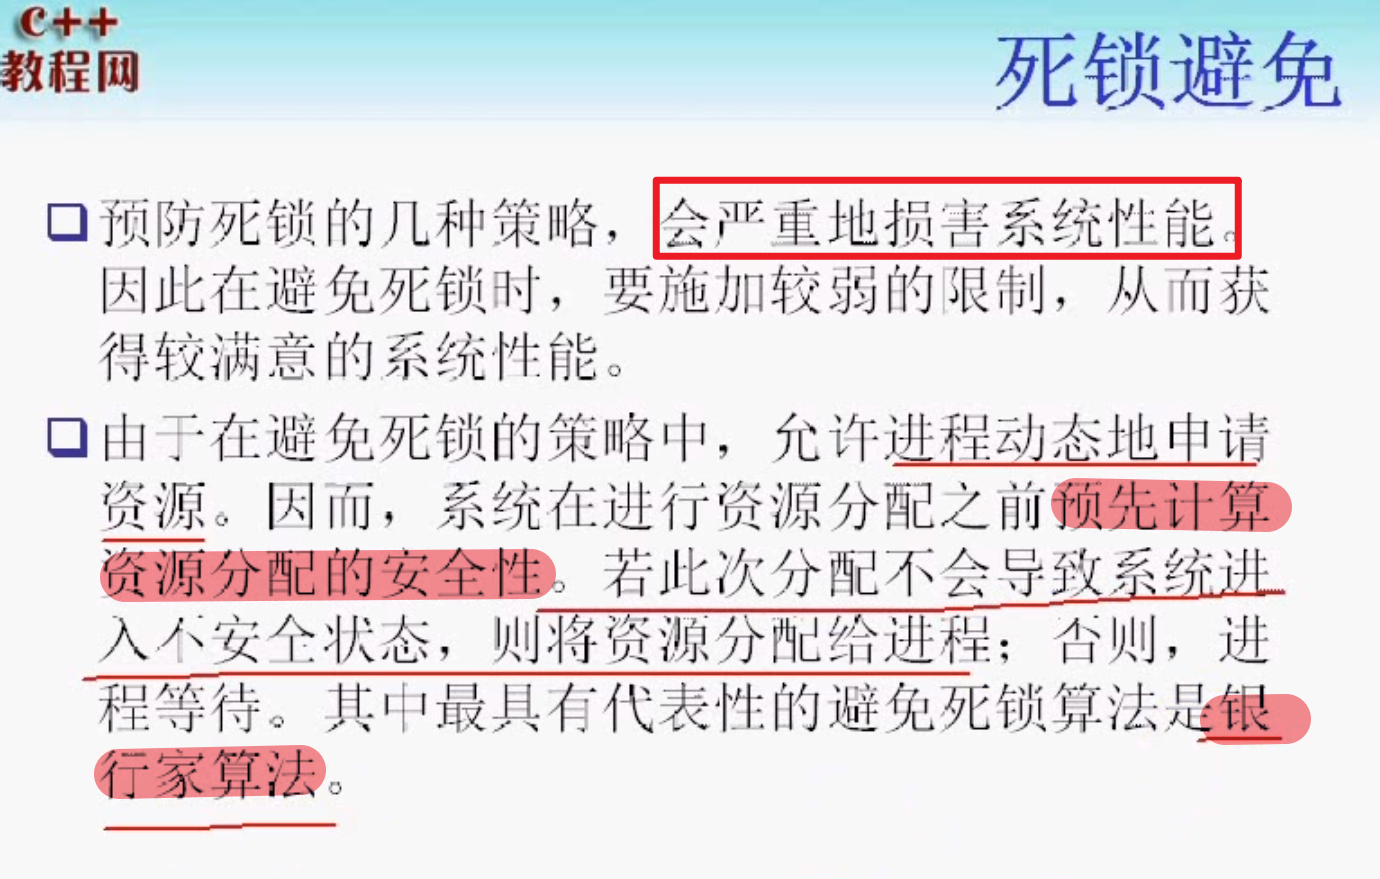 C++
教程网
死锁避免
预防死锁的几种策略，会严重地损害系统性能。
因此在避免死锁时，要施加较弱的限制，从而获
得较满意的系统性能。
由于在避免死锁的策略中，允许进程动态地申请
资源。因而，系统在进行资源分配之前预先计算
资源分配的安全性。若此次分配不会导致系统进
入不安全状态，则将资源分配给进程；否则，进
程等待。其中最具有代表性的避免死锁算法是银
行家算法。